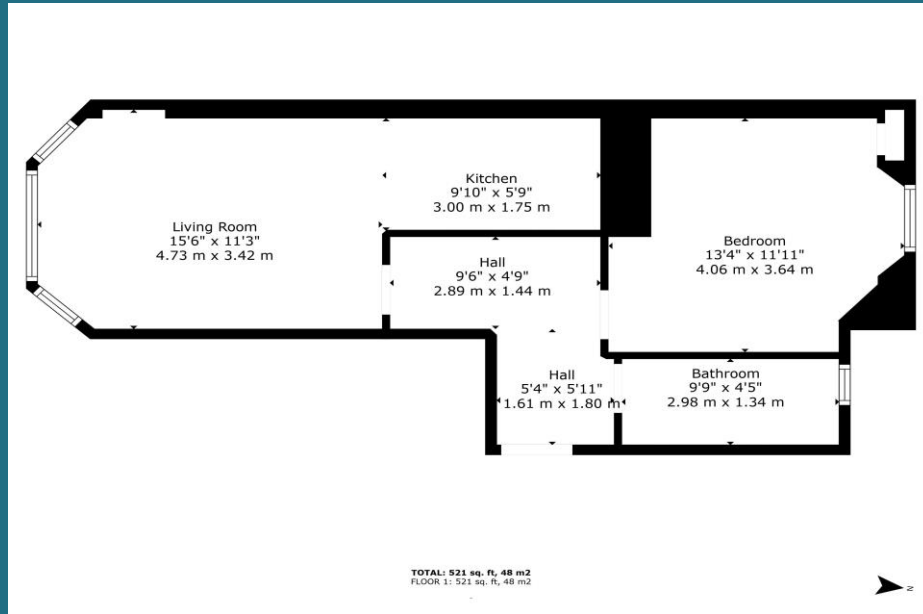 Kitchen
9'10" x 5'9"
3.00 m x 1.75 m
Living Room
15'6" x 11'3"
4.73 m x 3.42 m
Bedroom
13'4" x 11'11"
4.06 m x 3.64 m
Hall
9'6" x 4'9"
2.89 m x 1.44 m
Hall
5'4" x 5'11"
1.61 m x 1.80 m
Bathroom
9'9" x 4'5"
2.98 m x 1.34 m
TOTAL: 521 sq. ft, 48 m2
FLOOR 1: 521 sq. ft, 48 m2
N